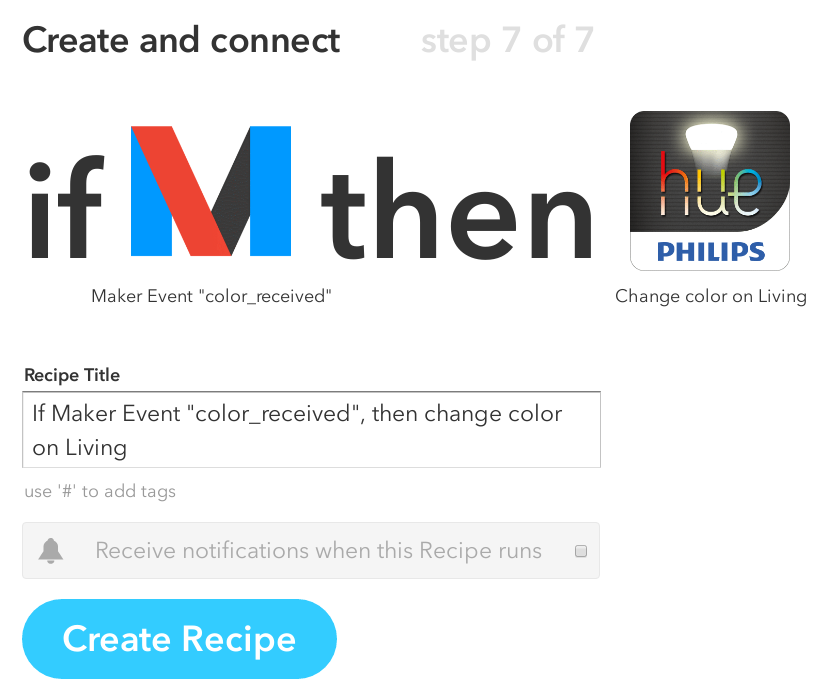 Create and connect step 7 of 7
if M then hue PHILIPS
Maker Event "color_received" Change color on Living
Recipe Title
If Maker Event "color_received", then change color
on Living
use '#' to add tags
Receive notifications when this Recipe runs
Create Recipe